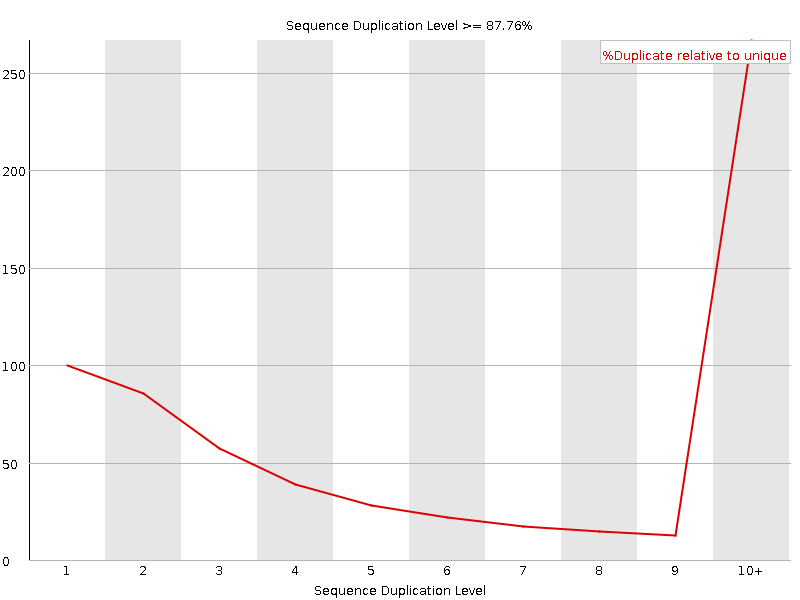 Sequence Duplication Level >= 87.76%
%Duplicate relative to unique
250
200
150
100
50
0
1 2 3 4 5 6 7 8 9 10+
Sequence Duplication Level